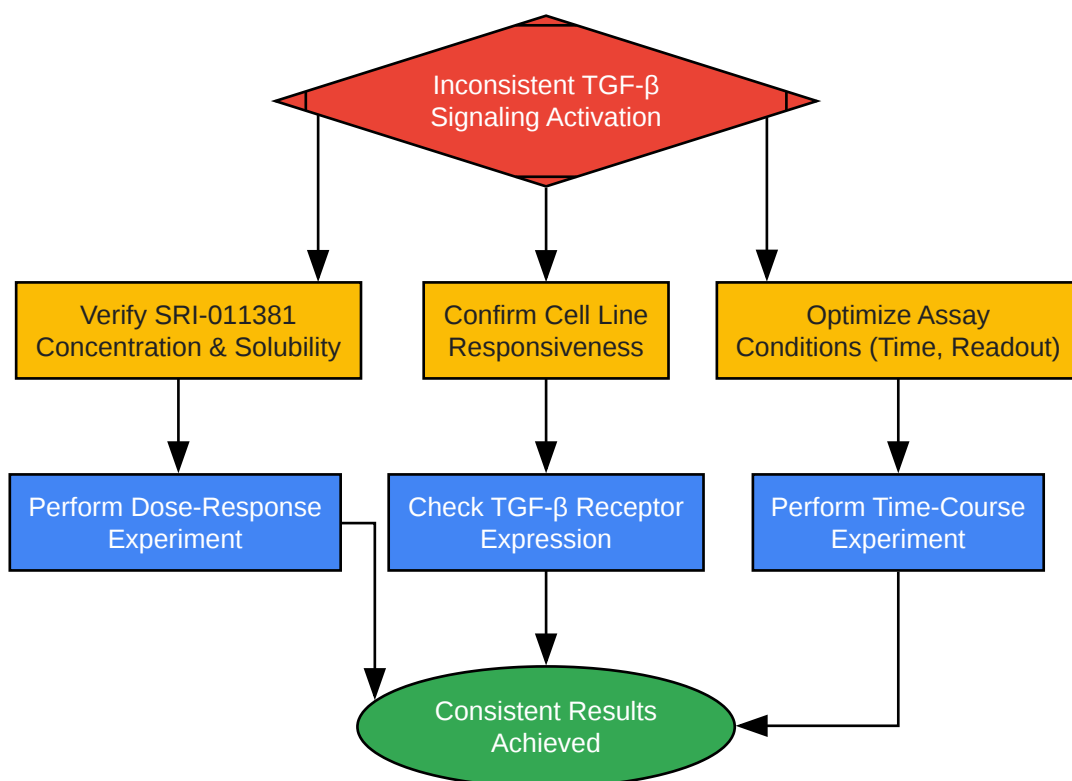 Inconsistent TGF-β
Signaling Activation
Verify SRI-011381
Concentration & Solubility
Confirm Cell Line
Responsiveness
Optimize Assay
Conditions (Time, Readout)
Perform Dose-Response
Experiment
Check TGF-β Receptor
Expression
Perform Time-Course
Experiment
Consistent Results
Achieved